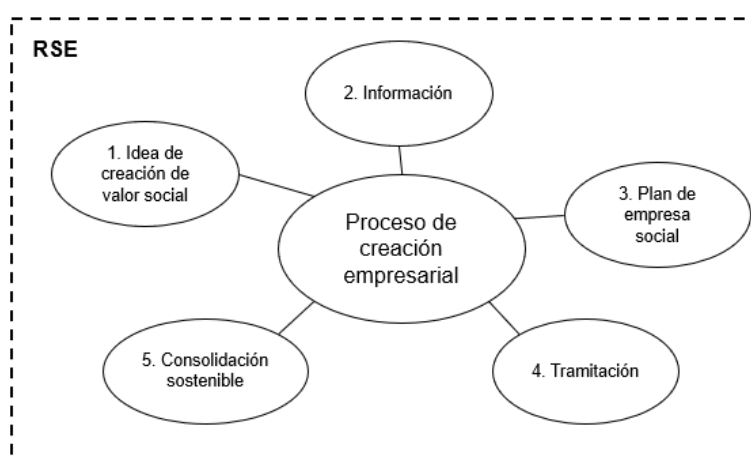 RSE
2. Información
1. Idea de
creación de
valor social
3. Plan de
empresa
social
Proceso de
creación
empresarial
5. Consolidación
sostenible
4. Tramitación